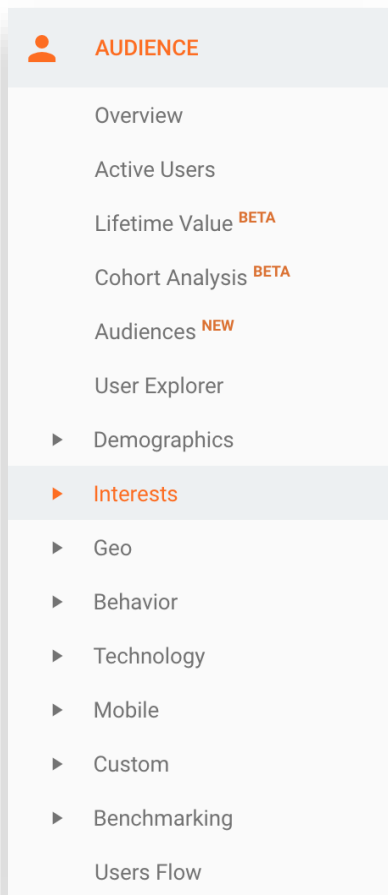 AUDIENCE
Overview
Active Users
Lifetime Value BETA
Cohort Analysis BETA
Audiences NEW
User Explorer
Demographics
Interests
Geo
Behavior
Technology
Mobile
Custom
Benchmarking
Users Flow